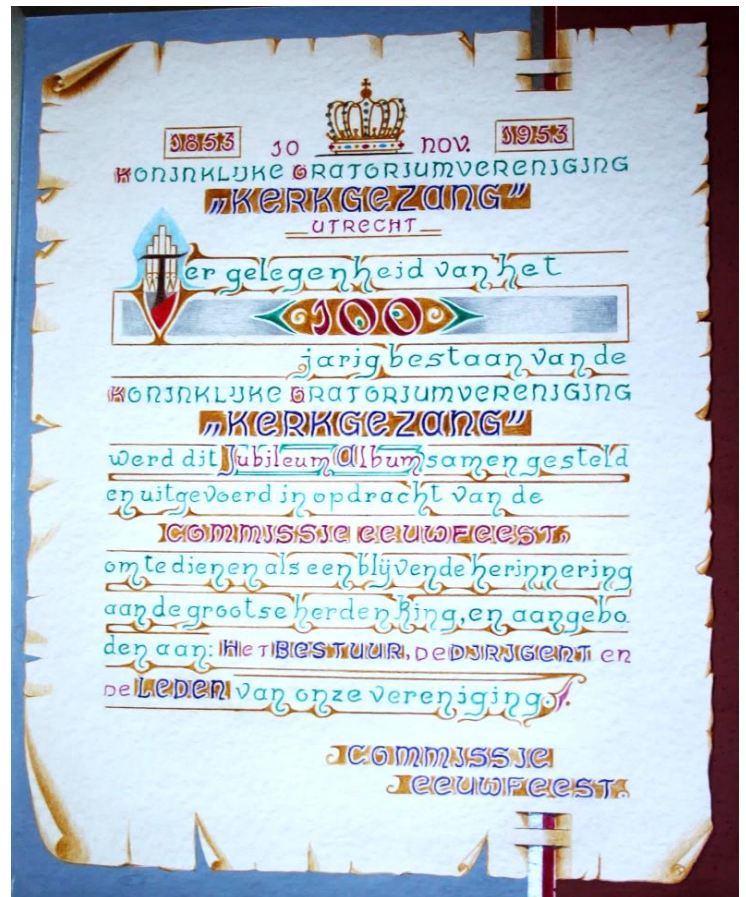 1853 10 NOV. 1953
KONINKLIJKE ORATORIUMVERENIGING
„KERKGEZANG”
UTRECHT
Ter gelegenheid van het
100
jarig bestaan van de
KONINKLIJKE ORATORIUMVERENIGING
„KERKGEZANG”
werd dit Jubileum Album samen gesteld
en uitgevoerd in opdracht van de
COMMISSIE EEUWFEEST,
om te dienen als een blijvende herinnering
aan de grootse herdenking, en aangebo
den aan: Het BESTUUR, DE DIRIGENT en
DE LEDEN van onze vereniging.
COMMISSIE
EEUWFEEST.